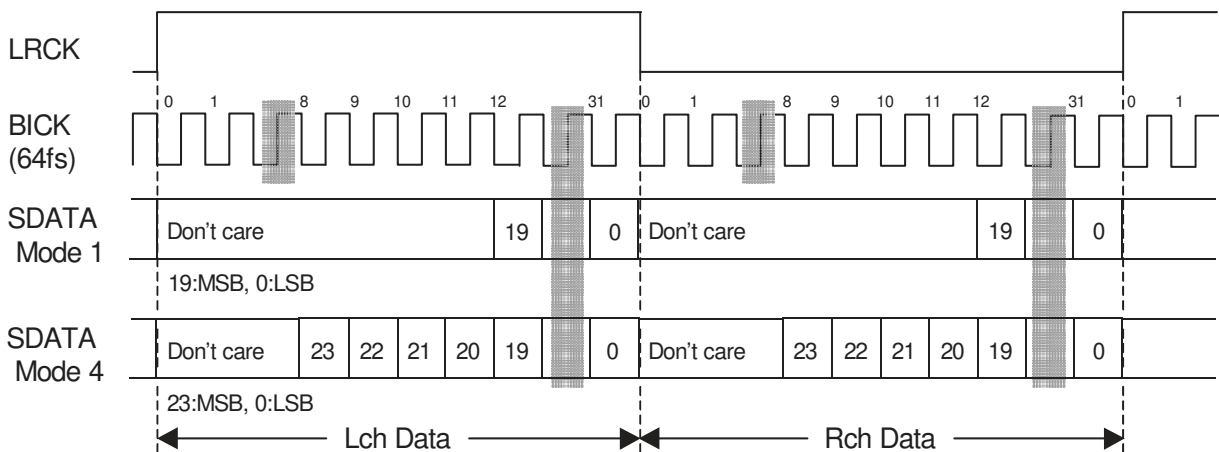 LRCK
0 1 8 9 10 11 12 31 0 1 8 9 10 11 12 31 0 1
BICK
(64fs)
SDATA
Mode 1
Don't care 19 0 Don't care 19 0
19:MSB, 0:LSB
SDATA
Mode 4
Don't care 23 22 21 20 19 0 Don't care 23 22 21 20 19 0
23:MSB, 0:LSB
Lch Data Rch Data